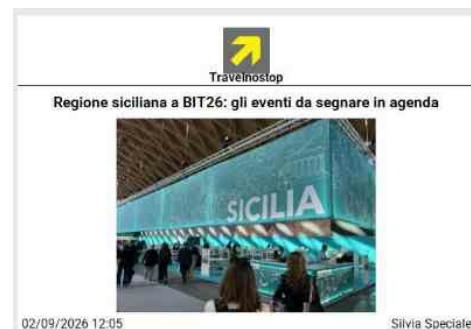 Travelnostop
Regione siciliana a BIT26: gli eventi da segnare in agenda
SICILIA
02/09/2026 12:05
Silvia Speciale